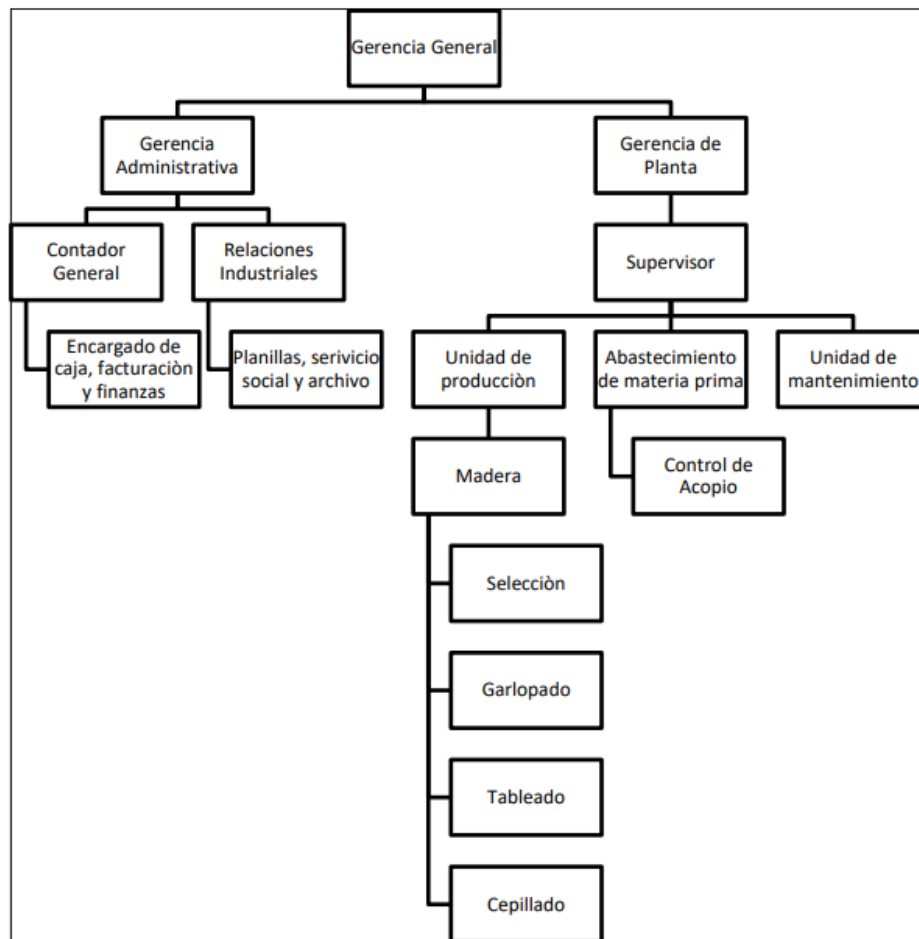 Gerencia General
Gerencia
Administrativa
Gerencia de
Planta
Contador
General
Relaciones
Industriales
Supervisor
Encargado de
caja, facturaciòn
y finanzas
Planillas, serivicio
social y archivo
Unidad de
producciòn
Abastecimiento
de materia prima
Unidad de
mantenimiento
Madera
Control de
Acopio
Selecciòn
Garlopado
Tableado
Cepillado